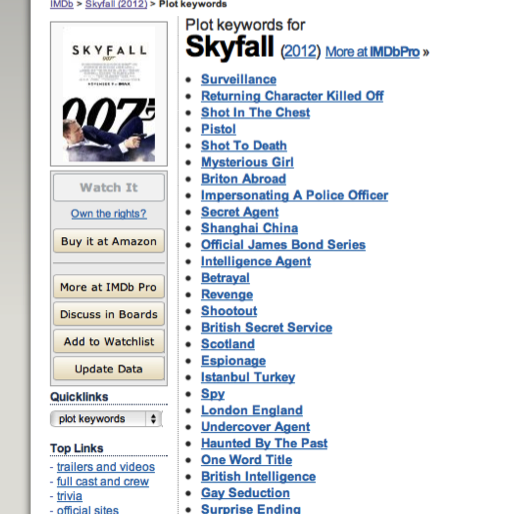 IMDb > Skyfall (2012) > Plot keywords
SKYFALL
007
007
Watch It
Own the rights?
Buy it at Amazon
More at IMDb Pro
Discuss in Boards
Add to Watchlist
Update Data
Quicklinks
plot keywords
Top Links
- trailers and videos
- full cast and crew
- trivia
- official sites
Plot keywords for
Skyfall (2012) More at IMDbPro »
• Surveillance
• Returning Character Killed Off
• Shot In The Chest
• Pistol
• Shot To Death
• Mysterious Girl
• Briton Abroad
• Impersonating A Police Officer
• Secret Agent
• Shanghai China
• Official James Bond Series
• Intelligence Agent
• Betrayal
• Revenge
• Shootout
• British Secret Service
• Scotland
• Espionage
• Istanbul Turkey
• Spy
• London England
• Undercover Agent
• Haunted By The Past
• One Word Title
• British Intelligence
• Gay Seduction
• Surprise Ending